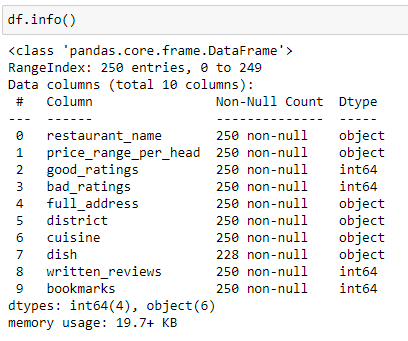 df.info()
<class 'pandas.core.frame.DataFrame'>
RangeIndex: 250 entries, 0 to 249
Data columns (total 10 columns):
 #   Column                Non-Null Count  Dtype
---  ------                --------------  -----
 0   restaurant_name       250 non-null    object
 1   price_range_per_head  250 non-null    object
 2   good_ratings          250 non-null    int64
 3   bad_ratings           250 non-null    int64
 4   full_address          250 non-null    object
 5   district              250 non-null    object
 6   cuisine               250 non-null    object
 7   dish                  228 non-null    object
 8   written_reviews       250 non-null    int64
 9   bookmarks             250 non-null    int64
dtypes: int64(4), object(6)
memory usage: 19.7+ KB